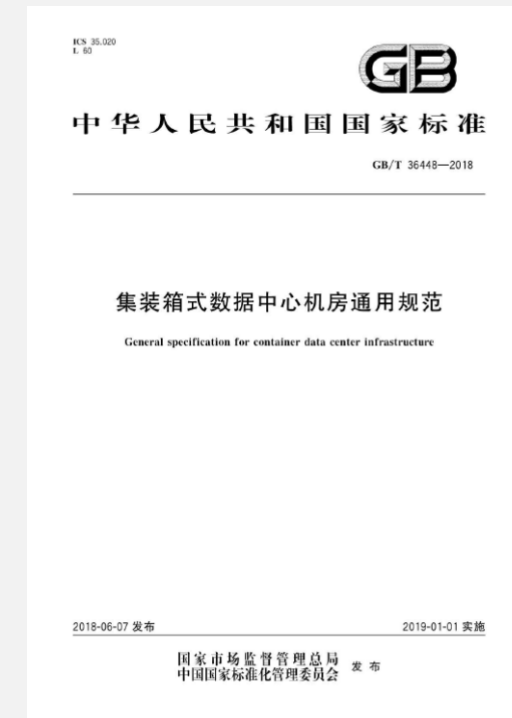 ICS 35.020
L 60
GB
中华人民共和国国家标准
GB/T 36448—2018
集装箱式数据中心机房通用规范
General specification for container data center infrastructure
2018-06-07 发布
2019-01-01 实施
国家市场监督管理总局
中国国家标准化管理委员会 发布